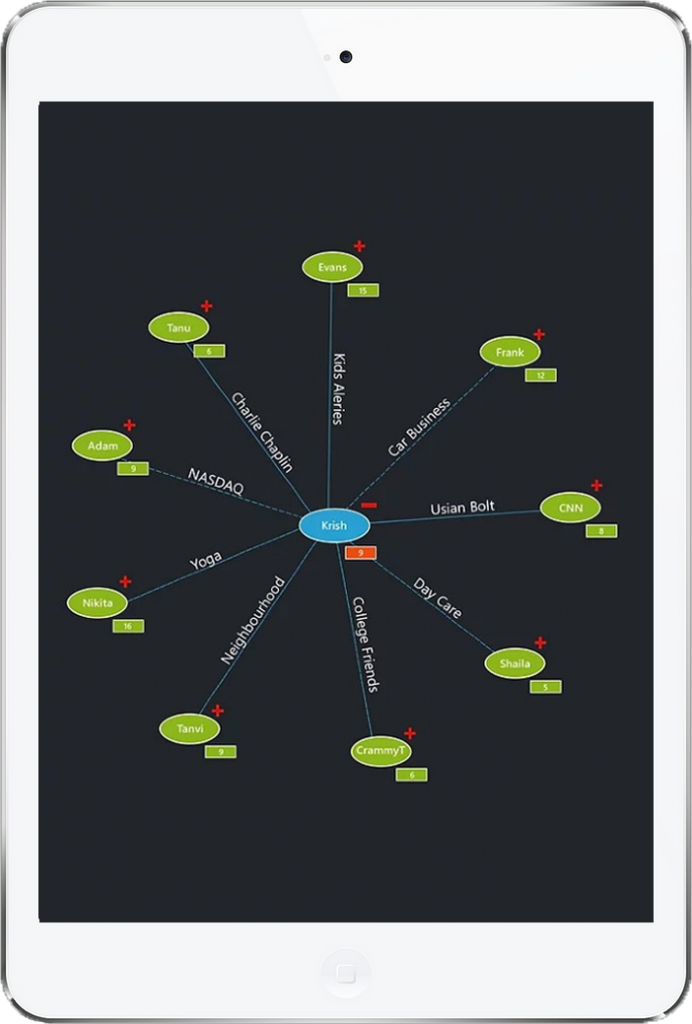 Evans
15
Tanu
6
Frank
12
Kids Aleries
Charlie Chaplin
Car Business
Adam
9
NASDAQ
Usian Bolt
CNN
8
Krish
9
Yoga
Day Care
Nikita
16
Neighbourhood
College Friends
Shaila
5
Tanvi
9
CrammyT
6